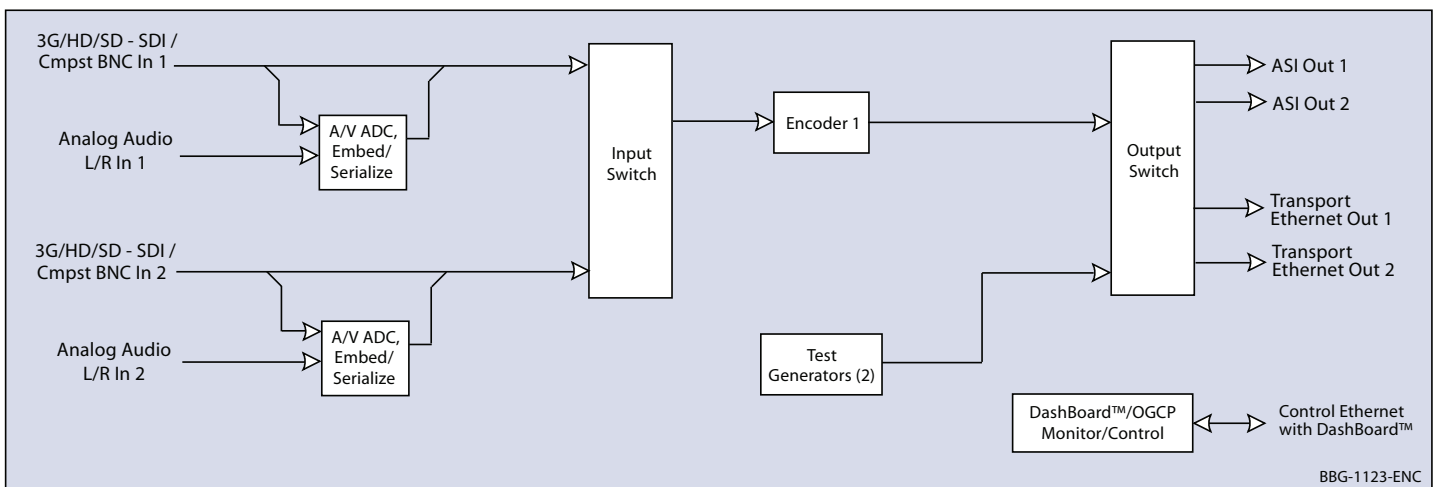 3G/HD/SD - SDI /
Cmpst BNC In 1
Analog Audio
L/R In 1
A/V ADC,
Embed/
Serialize
3G/HD/SD - SDI /
Cmpst BNC In 2
Analog Audio
L/R In 2
A/V ADC,
Embed/
Serialize
Input
Switch
Encoder 1
Test
Generators (2)
Output
Switch
ASI Out 1
ASI Out 2
Transport
Ethernet Out 1
Transport
Ethernet Out 2
DashBoard™/OGCP
Monitor/Control
Control Ethernet
with DashBoard™
BBG-1123-ENC